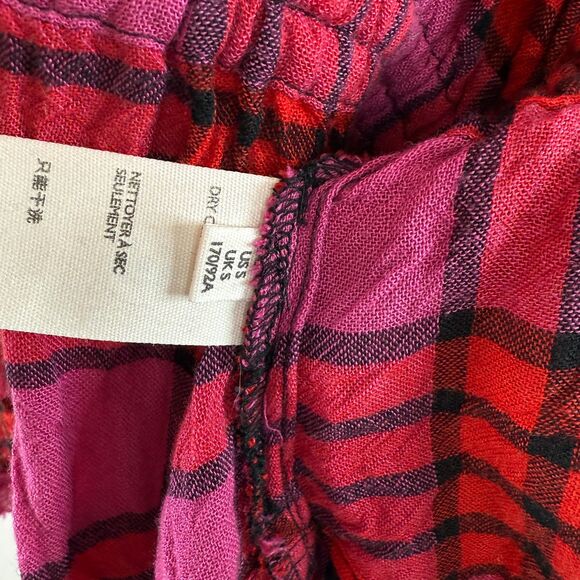 DRY
NETTOYER À SEC
SEULEMENT
只能干洗
US S
UK S
170/92A